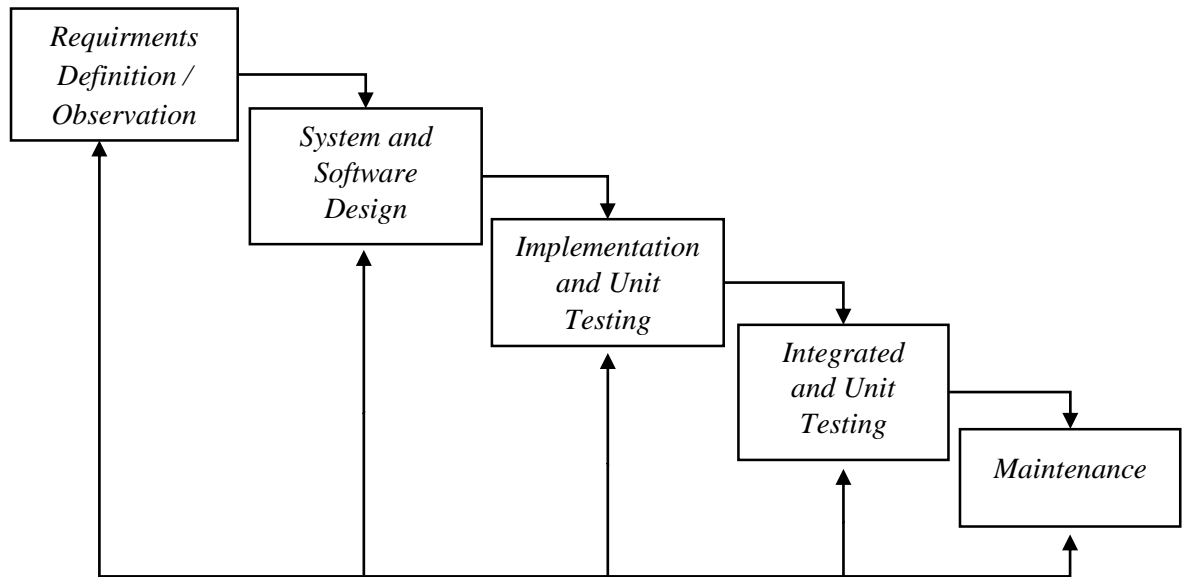 Requirments
Definition /
Observation
System and
Software
Design
Implementation
and Unit
Testing
Integrated
and Unit
Testing
Maintenance